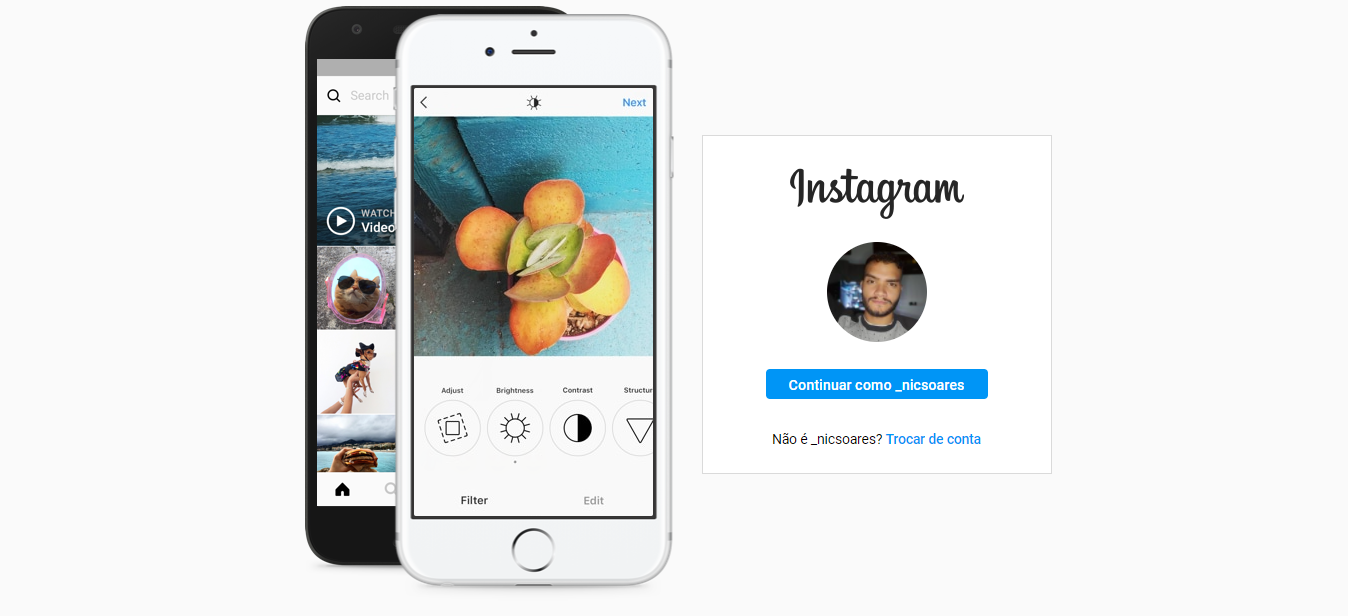 Search
WATCH
Video
Next
Adjust
Brightness
Contrast
Structur
Filter
Edit
Instagram
Continuar como _nicsoares
Não é _nicsoares? Trocar de conta